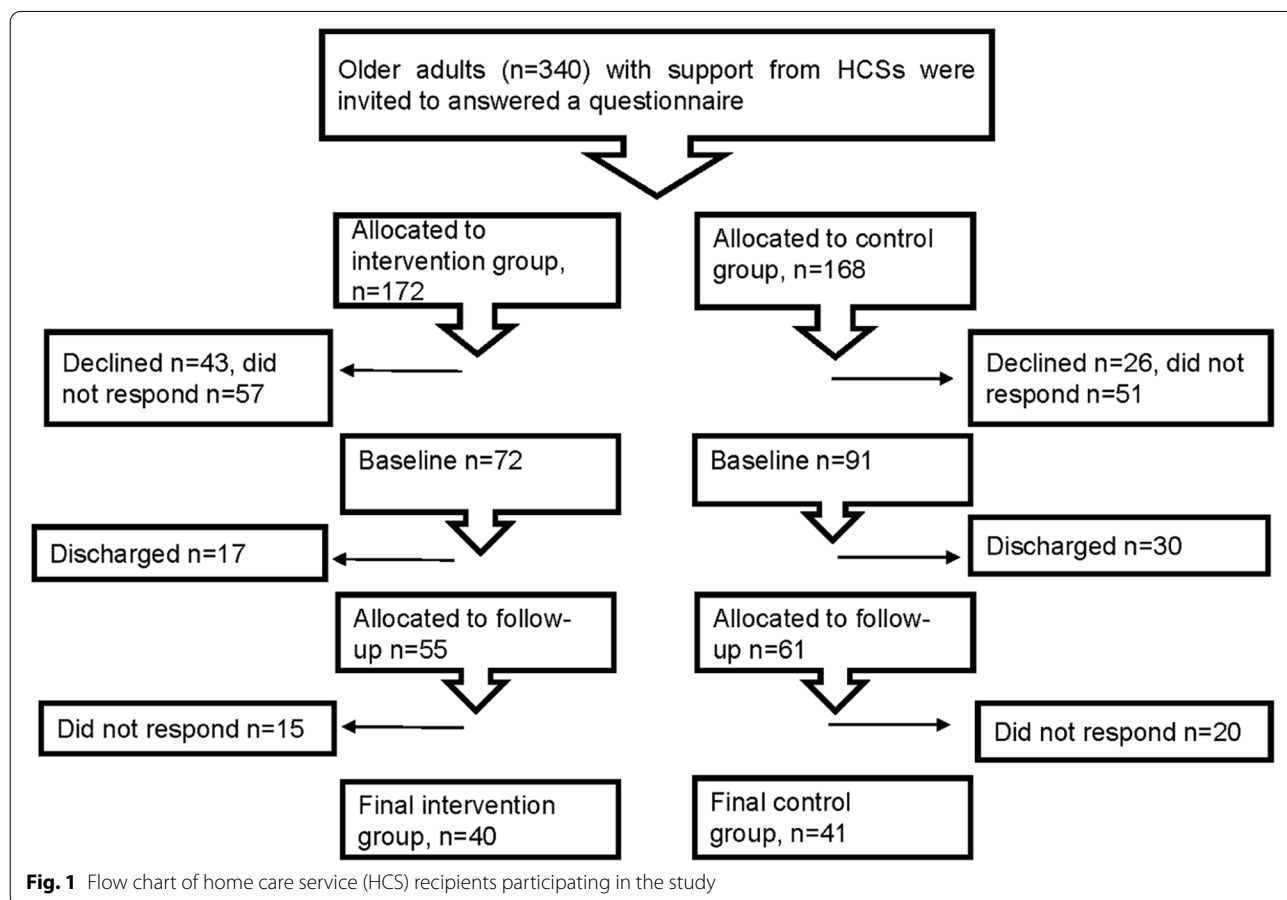 Older adults (n=340) with support from HCSs were
invited to answered a questionnaire
Allocated to
intervention group,
n=172
Allocated to control
group, n=168
Declined n=43, did
not respond n=57
Declined n=26, did not
respond n=51
Baseline n=72
Baseline n=91
Discharged n=17
Discharged n=30
Allocated to follow-
up n=55
Allocated to follow-
up n=61
Did not respond n=15
Did not respond n=20
Final intervention
group, n=40
Final control
group, n=41
Fig. 1 Flow chart of home care service (HCS) recipients participating in the study